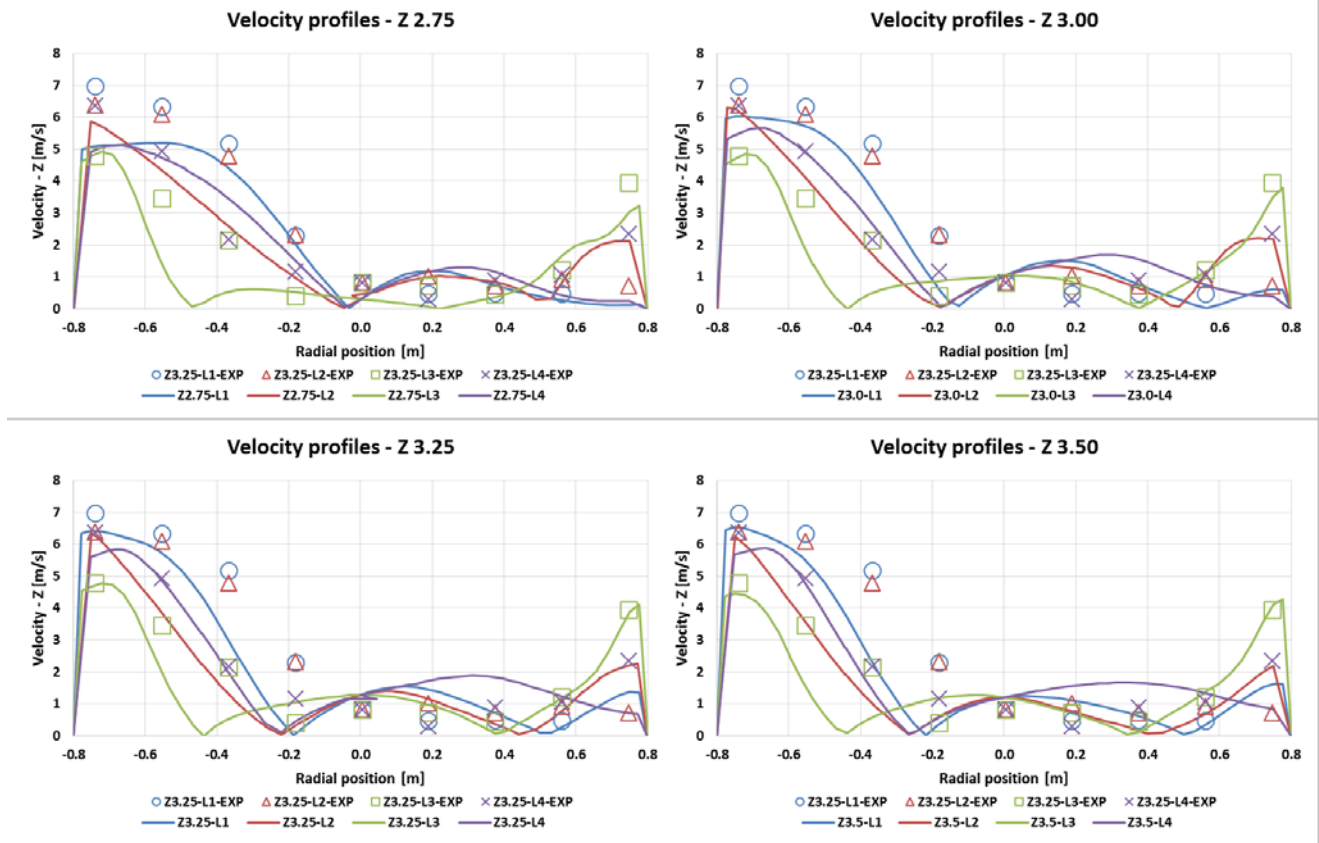 Velocity profiles - Z 2.75
Velocity - Z [m/s]
8
7
6
5
4
3
2
1
0
-0.8 -0.6 -0.4 -0.2 0.0 0.2 0.4 0.6 0.8
Radial position [m]
Z3.25-L1-EXP Z3.25-L2-EXP Z3.25-L3-EXP Z3.25-L4-EXP
Z2.75-L1 Z2.75-L2 Z2.75-L3 Z2.75-L4
Velocity profiles - Z 3.00
Velocity - Z [m/s]
8
7
6
5
4
3
2
1
0
-0.8 -0.6 -0.4 -0.2 0.0 0.2 0.4 0.6 0.8
Radial position [m]
Z3.25-L1-EXP Z3.25-L2-EXP Z3.25-L3-EXP Z3.25-L4-EXP
Z3.0-L1 Z3.0-L2 Z3.0-L3 Z3.0-L4
Velocity profiles - Z 3.25
Velocity - Z [m/s]
8
7
6
5
4
3
2
1
0
-0.8 -0.6 -0.4 -0.2 0.0 0.2 0.4 0.6 0.8
Radial position [m]
Z3.25-L1-EXP Z3.25-L2-EXP Z3.25-L3-EXP Z3.25-L4-EXP
Z3.25-L1 Z3.25-L2 Z3.25-L3 Z3.25-L4
Velocity profiles - Z 3.50
Velocity - Z [m/s]
8
7
6
5
4
3
2
1
0
-0.8 -0.6 -0.4 -0.2 0.0 0.2 0.4 0.6 0.8
Radial position [m]
Z3.25-L1-EXP Z3.25-L2-EXP Z3.25-L3-EXP Z3.25-L4-EXP
Z3.5-L1 Z3.5-L2 Z3.5-L3 Z3.5-L4